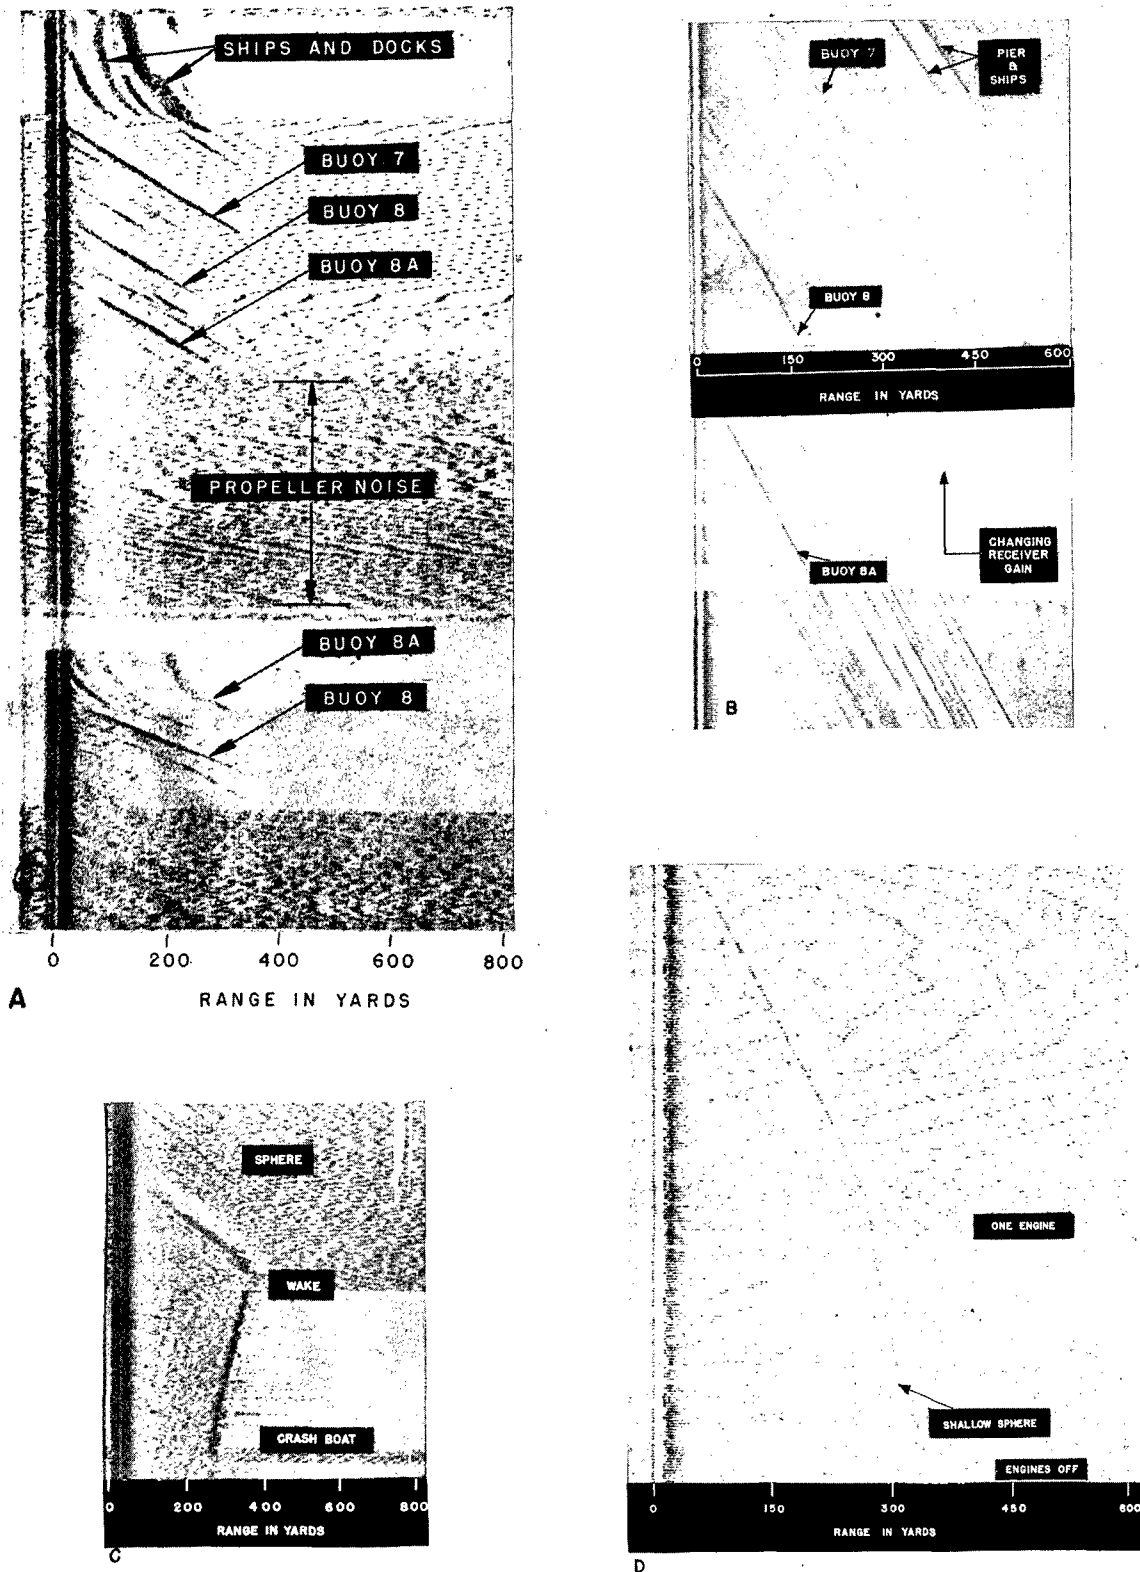 SHIPS AND DOCKS
BUOY 7
BUOY 8
BUOY 8A
PROPELLER NOISE
BUOY 8A
BUOY 8
0 200 400 600 800
A RANGE IN YARDS
BUOY 7
PIER
&
SHIPS
BUOY 8
0 150 300 450 600
RANGE IN YARDS
CHANGING
RECEIVER
GAIN
BUOY 8A
B
SPHERE
WAKE
CRASH BOAT
0 200 400 600 800
RANGE IN YARDS
C
ONE ENGINE
SHALLOW SPHERE
ENGINES OFF
0 150 300 450 600
RANGE IN YARDS
D